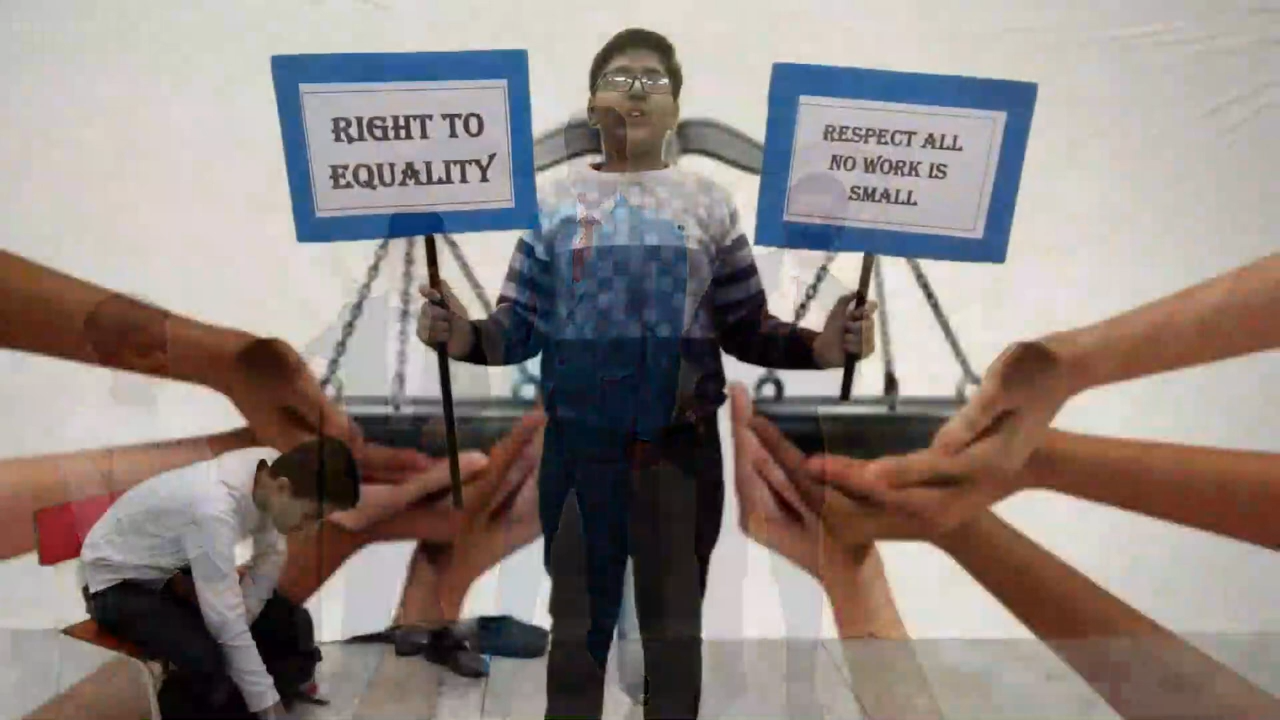 RIGHT TO
EQUALITY
RESPECT ALL
NO WORK IS
SMALL